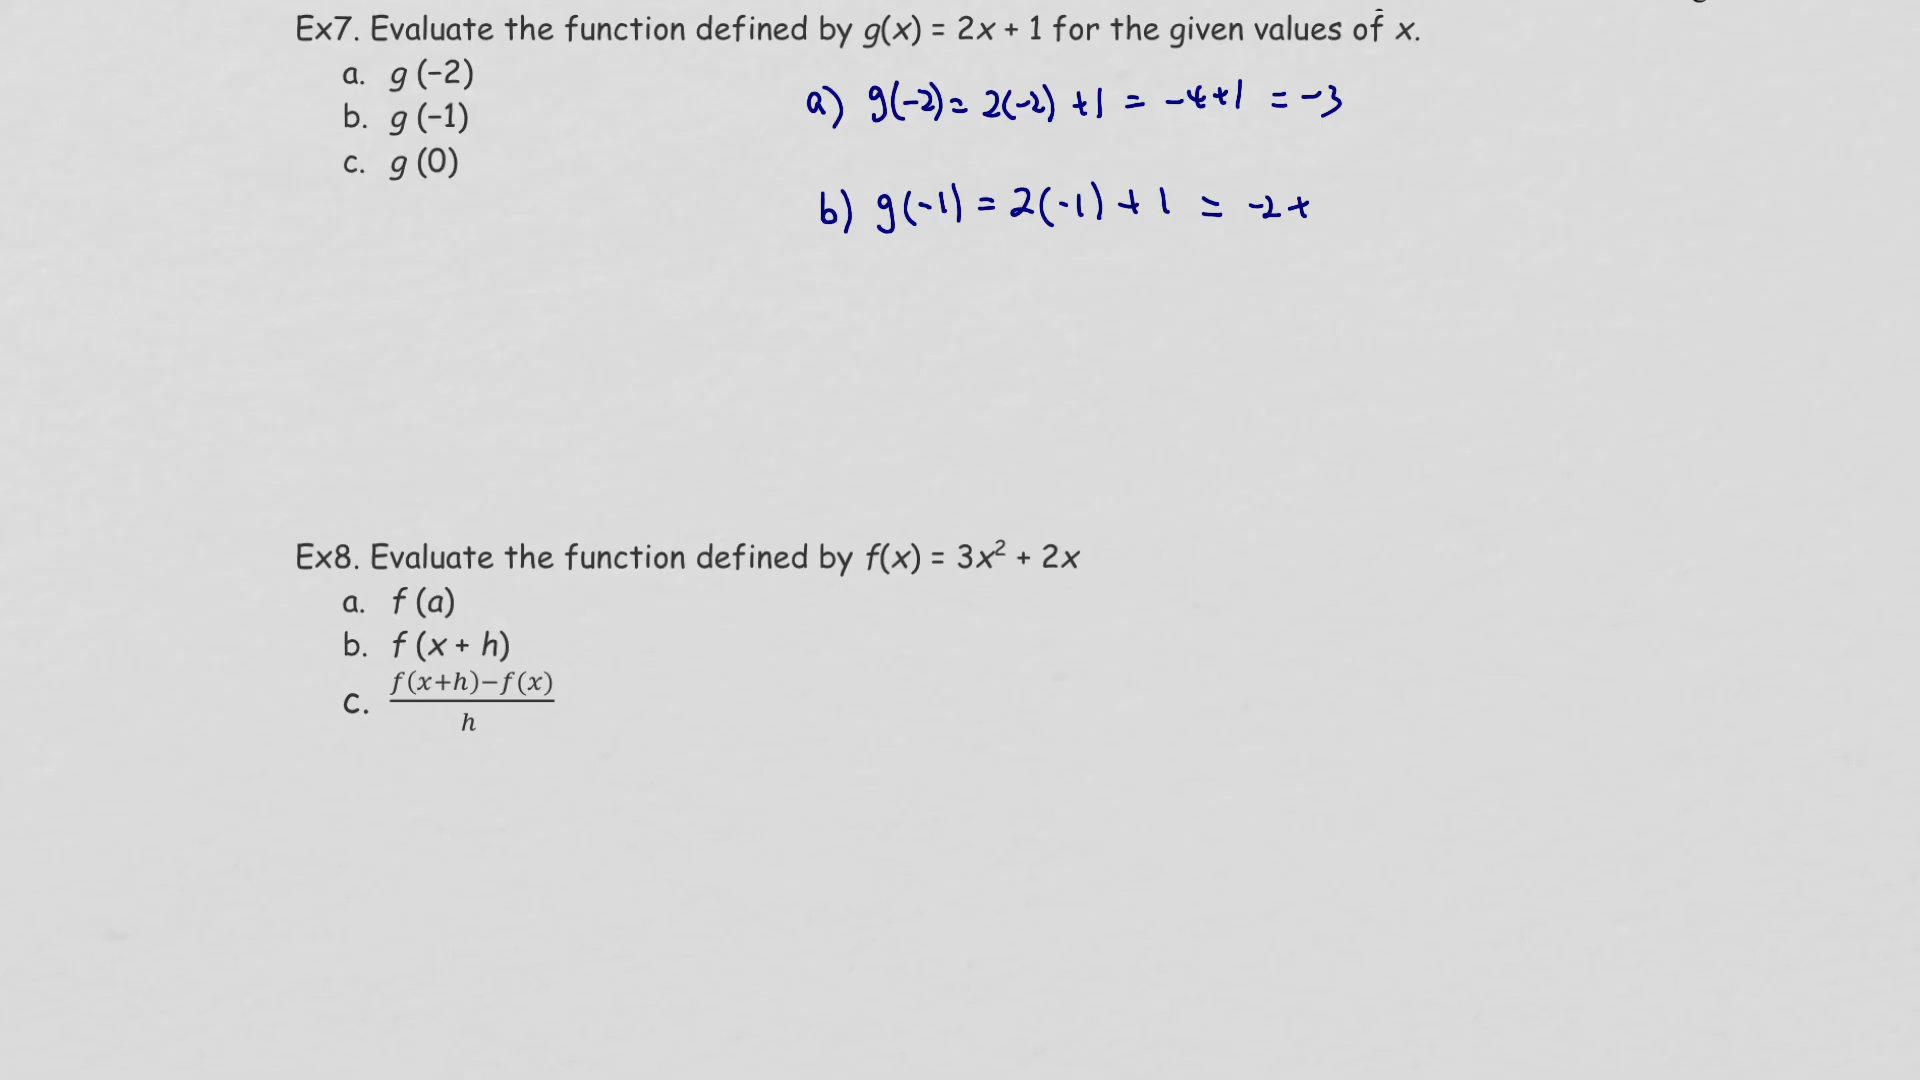 Ex7. Evaluate the function defined by g(x) = 2x + 1 for the given values of x.
a. g (-2)
b. g (-1)
c. g (0)
a) g(-2) = 2(-2) + 1 = -4+1 = -3
b) g(-1) = 2(-1) + 1 = -2 +
Ex8. Evaluate the function defined by f(x) = 3x² + 2x
a. f (a)
b. f (x + h)
c. f(x+h)−f(x)
h